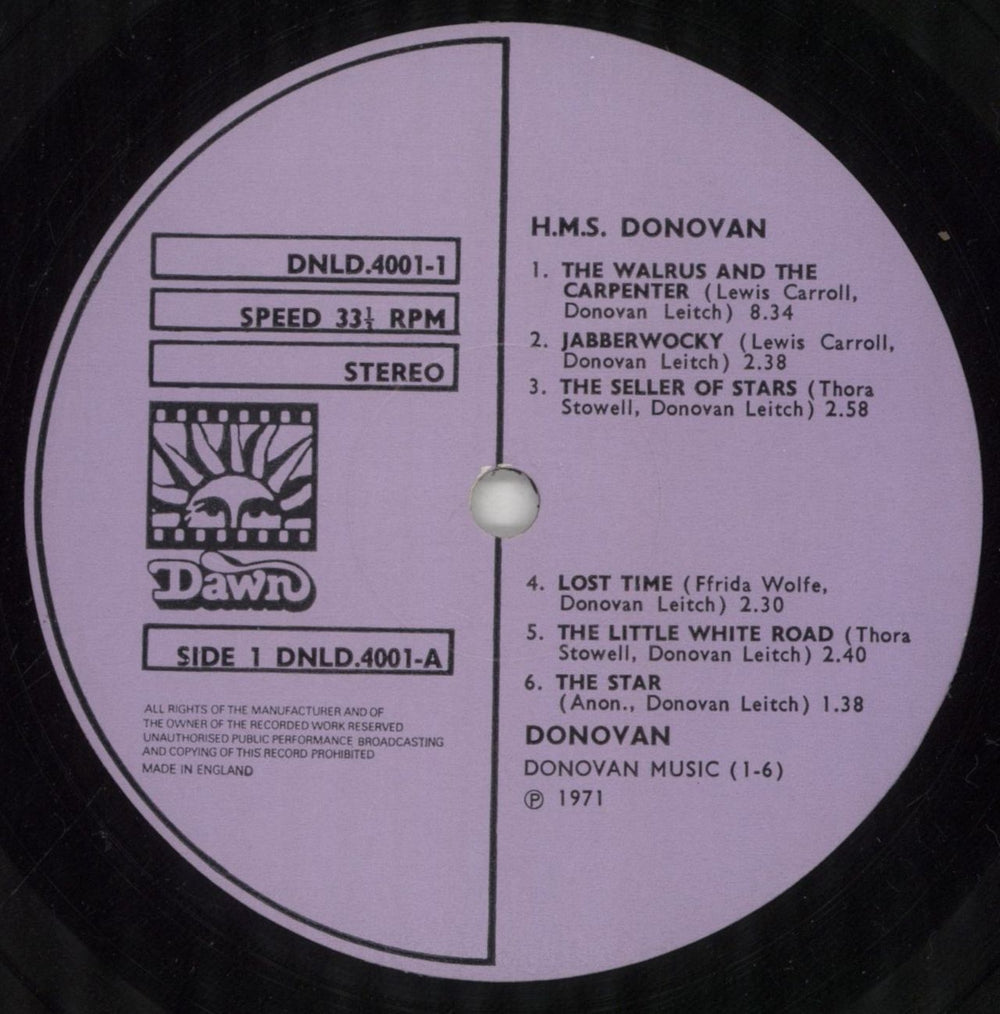 DNLD.4001-1
SPEED 33⅓ RPM
STEREO
Dawn
SIDE 1 DNLD.4001-A
ALL RIGHTS OF THE MANUFACTURER AND OF
THE OWNER OF THE RECORDED WORK RESERVED
UNAUTHORISED PUBLIC PERFORMANCE BROADCASTING
AND COPYING OF THIS RECORD PROHIBITED
MADE IN ENGLAND
H.M.S. DONOVAN
1. THE WALRUS AND THE
CARPENTER (Lewis Carroll,
Donovan Leitch) 8.34
2. JABBERWOCKY (Lewis Carroll,
Donovan Leitch) 2.38
3. THE SELLER OF STARS (Thora
Stowell, Donovan Leitch) 2.58
4. LOST TIME (Ffrida Wolfe,
Donovan Leitch) 2.30
5. THE LITTLE WHITE ROAD (Thora
Stowell, Donovan Leitch) 2.40
6. THE STAR
(Anon., Donovan Leitch) 1.38
DONOVAN
DONOVAN MUSIC (1-6)
℗ 1971